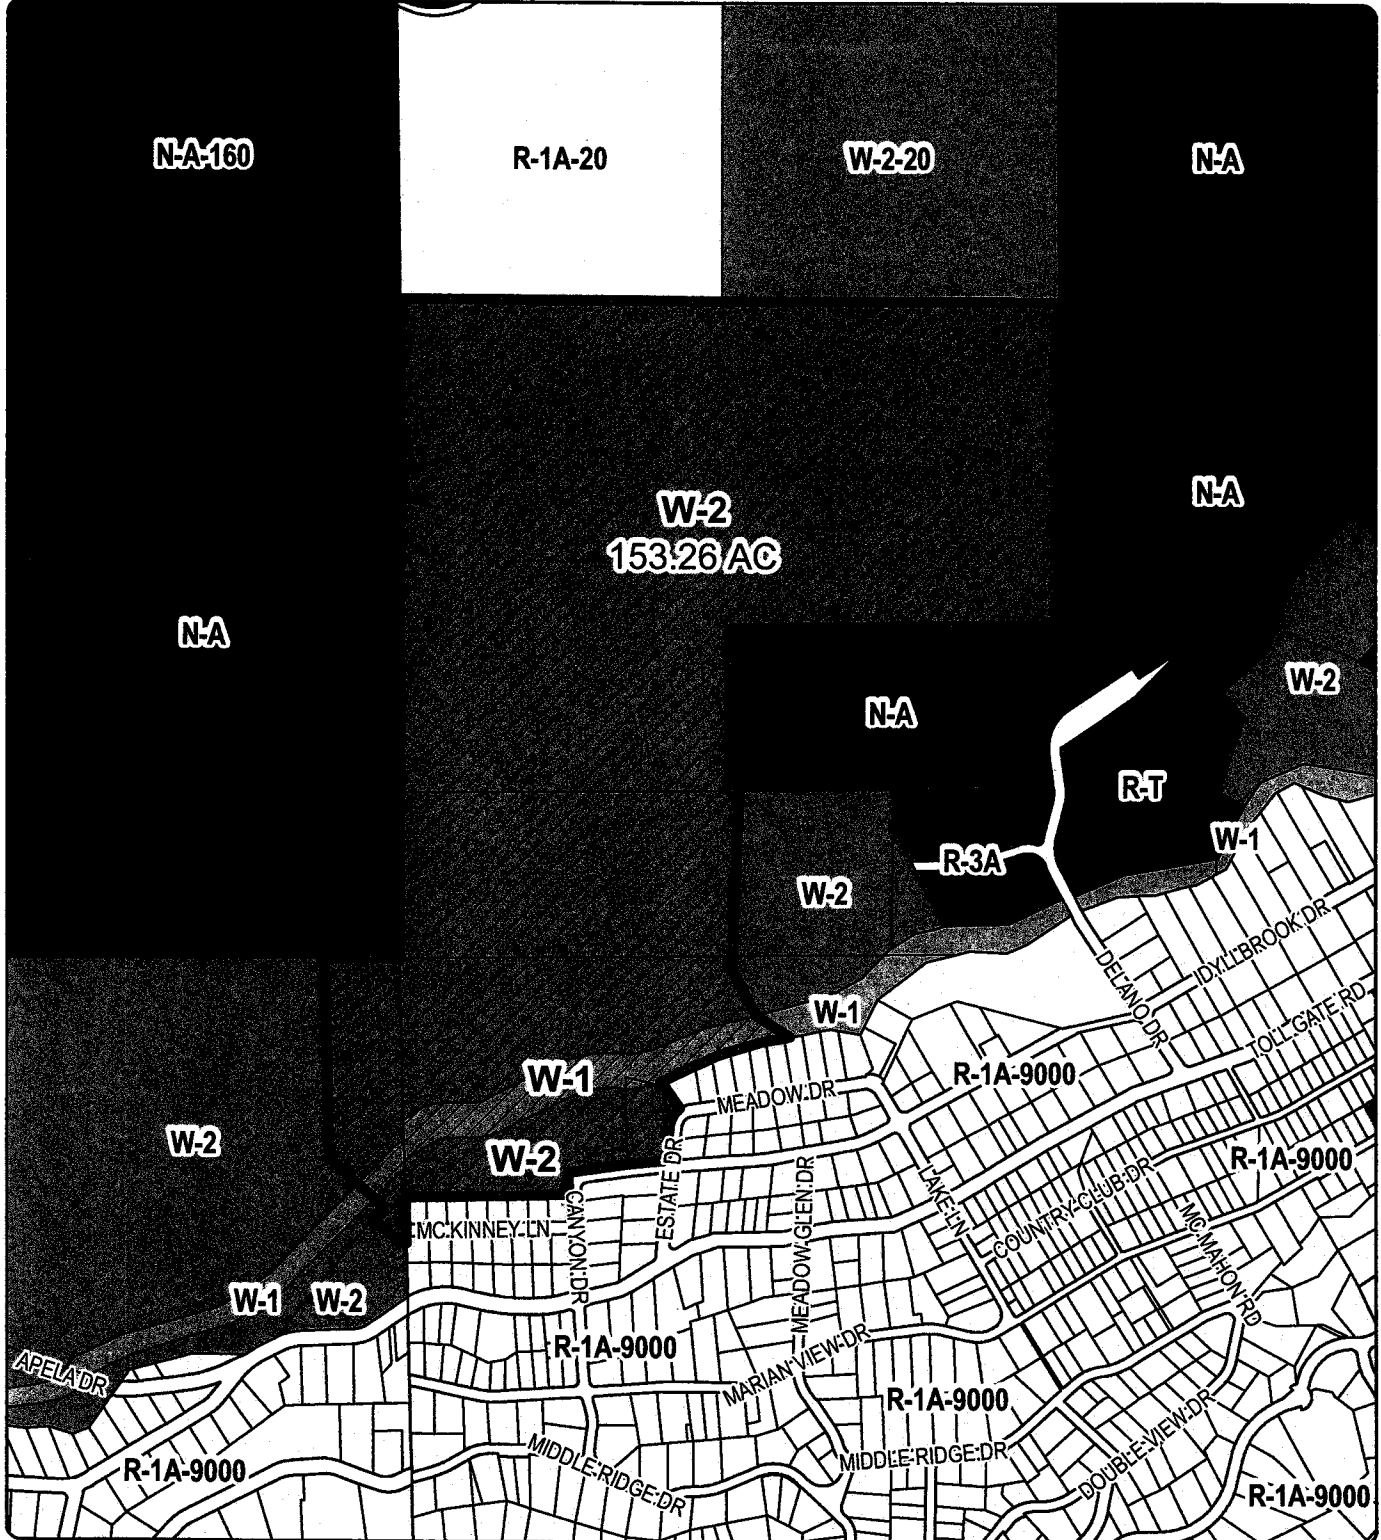 N-A-160
R-1A-20
W-2-20
N-A
W-2
153.26 AC
N-A
N-A
W-2
N-A
R-T
W-1
R-3A
W-2
IDYLLBROOK DR
DELANO DR
TOLL GATE RD
W-1
W-1
R-1A-9000
MEADOW DR
W-2
W-2
R-1A-9000
ESTATE DR
MEADOW GLEN DR
LAKE LN
COUNTRY CLUB DR
MC MAHON RD
MC KINNEY LN
CANYON DR
W-1
W-2
R-1A-9000
MARIAN VIEW DR
APELA DR
R-1A-9000
DOUBLE VIEW DR
R-1A-9000
MIDDLE RIDGE DR
MIDDLE RIDGE DR
R-1A-9000